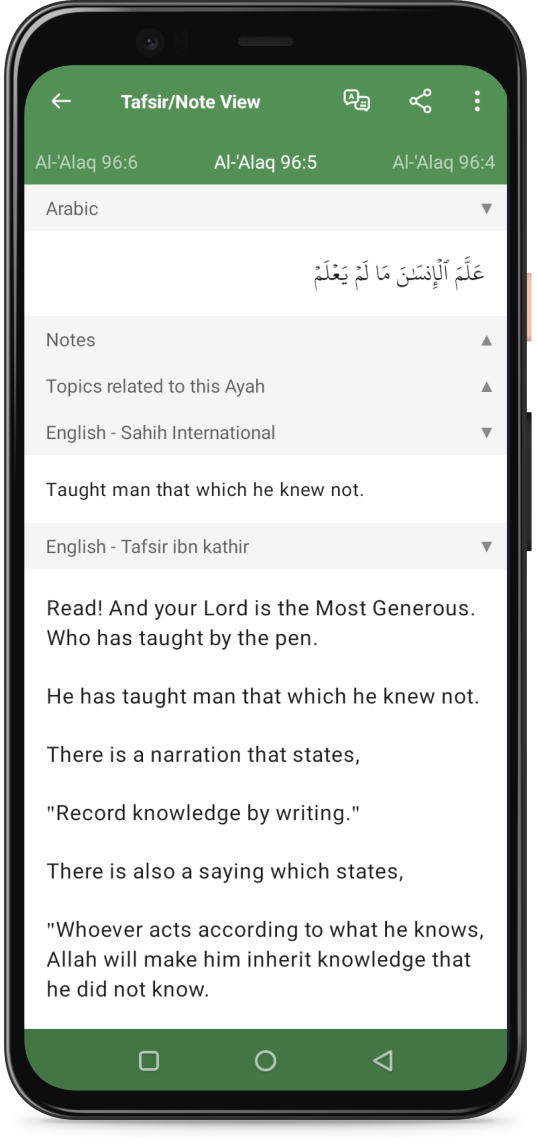 Tafsir/Note View
Al-'Alaq 96:6 Al-'Alaq 96:5 Al-'Alaq 96:4
Arabic
عَلَّمَ ٱلْإِنسَـٰنَ مَا لَمْ يَعْلَمْ
Notes
Topics related to this Ayah
English - Sahih International
Taught man that which he knew not.
English - Tafsir ibn kathir
Read! And your Lord is the Most Generous.
Who has taught by the pen.
He has taught man that which he knew not.
There is a narration that states,
"Record knowledge by writing."
There is also a saying which states,
"Whoever acts according to what he knows,
Allah will make him inherit knowledge that
he did not know.